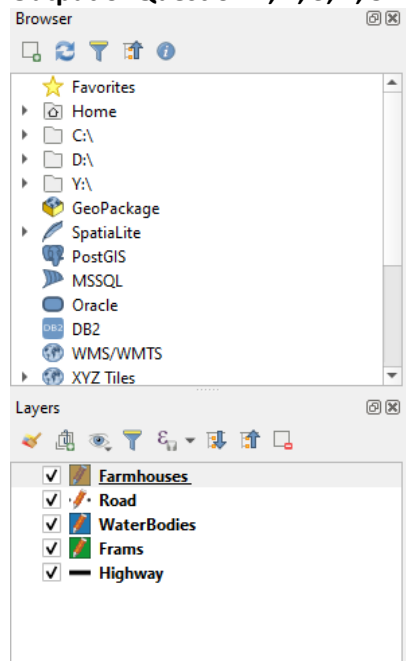 Browser
Favorites
Home
C:\
D:\
Y:\
GeoPackage
SpatiaLite
PostGIS
MSSQL
Oracle
DB2 DB2
WMS/WMTS
XYZ Tiles
Layers
Farmhouses
Road
WaterBodies
Frams
Highway